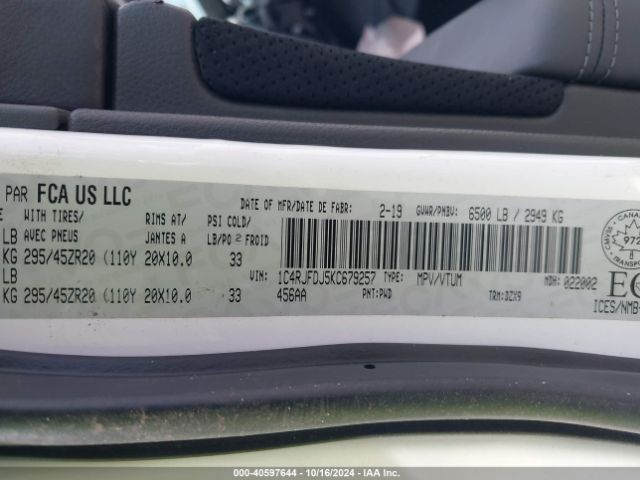 PAR FCA US LLC
DATE OF MFR/DATE DE FABR: 2-19 GVWR/PNBV: 6500 LB / 2949 KG
WITH TIRES/ RIMS AT/ PSI COLD/
LB AVEC PNEUS JANTES A LB/PO 2 FROID
KG 295/45ZR20 (110Y 20X10.0 33
VIN: 1C4RJFDJ5KC679257 TYPE: MPV/VTUM MDH: 022002
LB
KG 295/45ZR20 (110Y 20X10.0 33
456AA PNT:PWD TRM:DZX9
ICES/NMB-
000-40597644 - 10/16/2024 - IAA Inc.